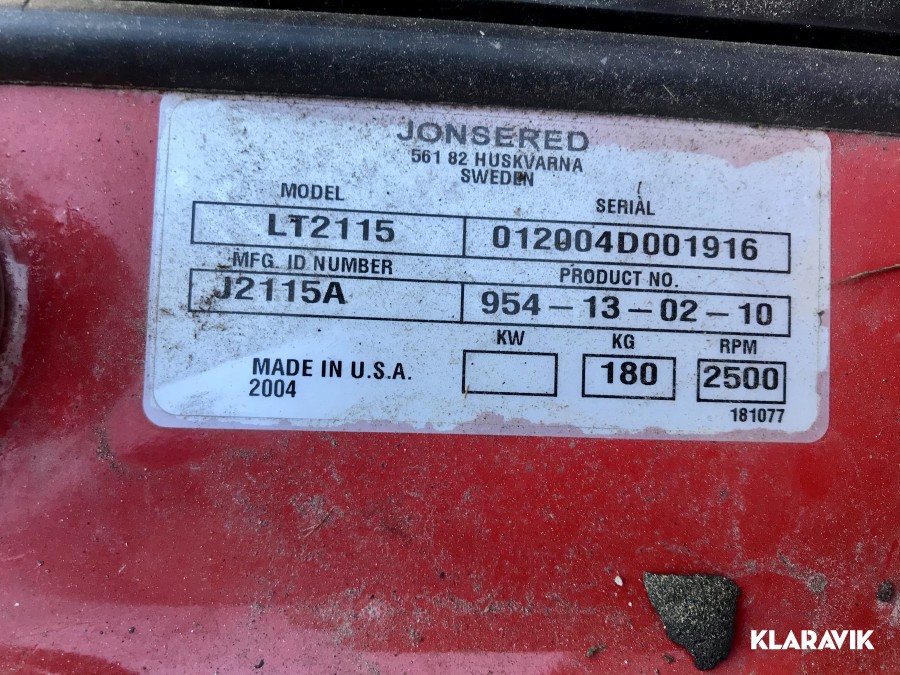 JONSERED
561 82 HUSKVARNA
SWEDEN
MODEL SERIAL
LT2115 012004D001916
MFG. ID NUMBER PRODUCT NO.
J2115A 954-13-02-10
KW KG RPM
MADE IN U.S.A. 180 2500
2004
181077
KLARAVIK